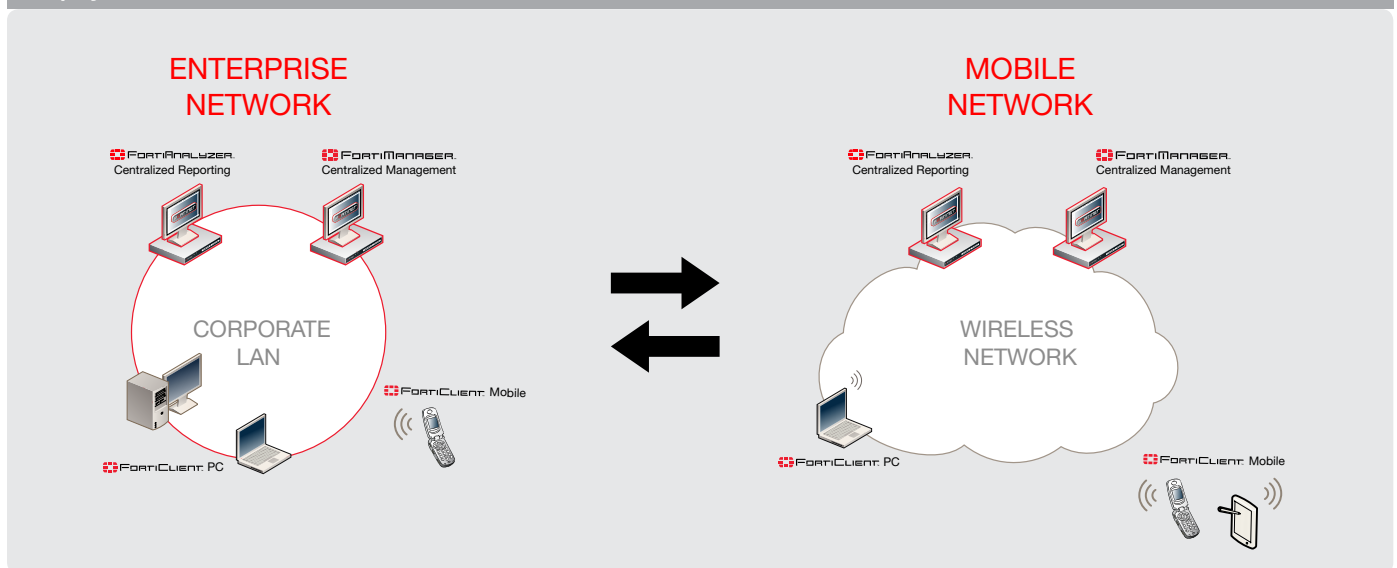 ENTERPRISE
NETWORK
FORTIANALYZER.
Centralized Reporting
FORTIMANAGER.
Centralized Management
CORPORATE
LAN
FORTICLIENT. Mobile
FORTICLIENT. PC
MOBILE
NETWORK
FORTIANALYZER.
Centralized Reporting
FORTIMANAGER.
Centralized Management
WIRELESS
NETWORK
FORTICLIENT. PC
FORTICLIENT. Mobile